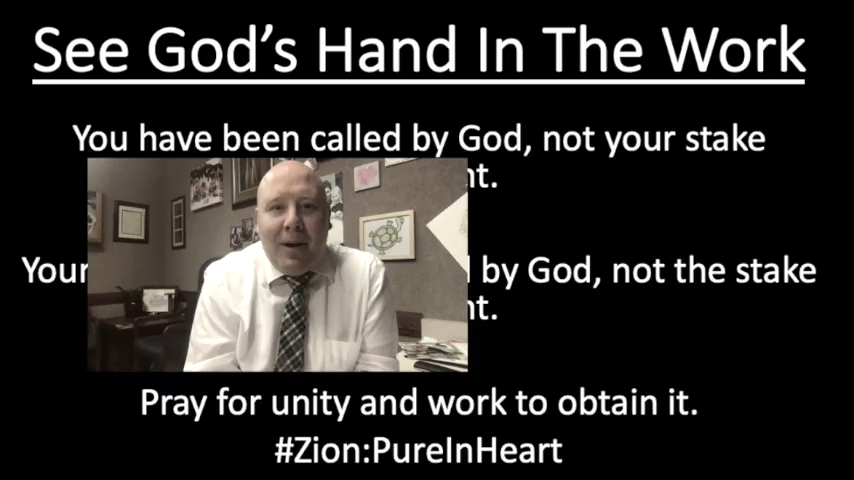 See God's Hand In The Work
You have been called by God, not your stake
nt.
Your
by God, not the stake
nt.
Pray for unity and work to obtain it.
#Zion:PureInHeart